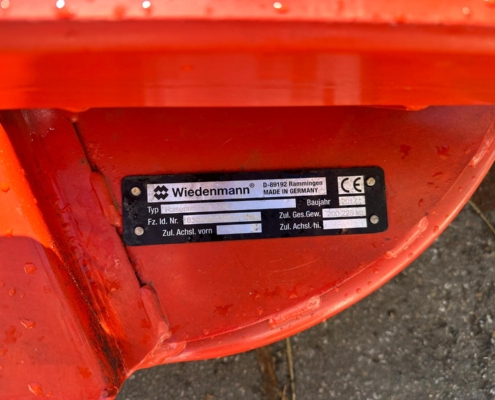 Wiedenmann® D-89192 Rammingen CE
MADE IN GERMANY
Typ Baujahr
Fz. Id. Nr. Zul. Ges. Gew.
Zul. Achsl. vorn Zul. Achsl. hi.